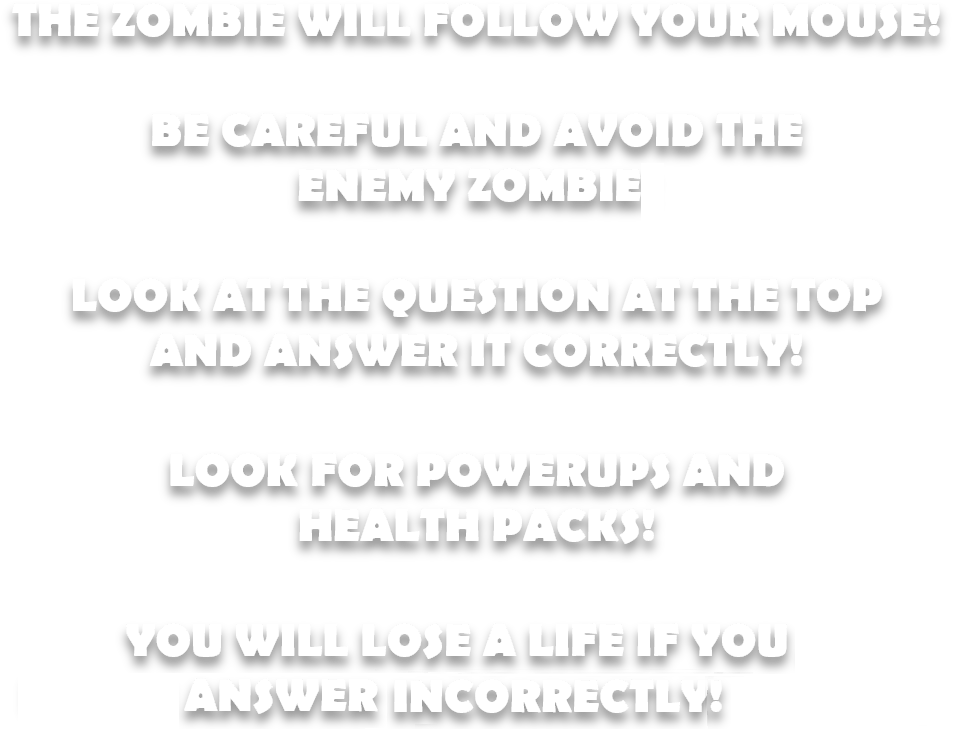 THE ZOMBIE WILL FOLLOW YOUR MOUSE!
BE CAREFUL AND AVOID THE
ENEMY ZOMBIE
LOOK AT THE QUESTION AT THE TOP
AND ANSWER IT CORRECTLY!
LOOK FOR POWERUPS AND
HEALTH PACKS!
YOU WILL LOSE A LIFE IF YOU
ANSWER INCORRECTLY!